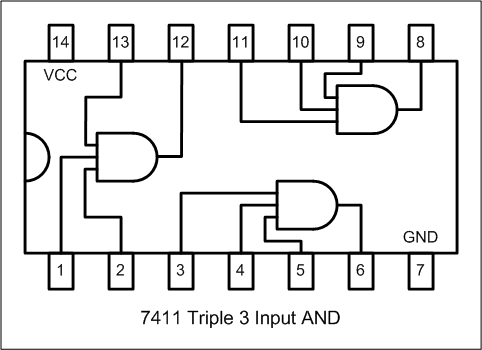 14 13 12 11 10 9 8
VCC
GND
1 2 3 4 5 6 7
7411 Triple 3 Input AND